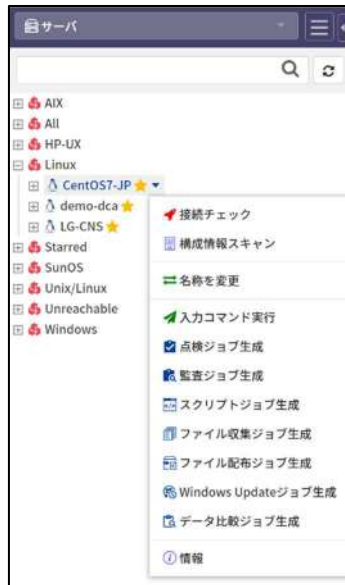 サーバ
AIX
All
HP-UX
Linux
CentOS7-JP
demo-dca
LG-CNS
Starred
SunOS
Unix/Linux
Unreachable
Windows
接続チェック
構成情報スキャン
名称を変更
入力コマンド実行
点検ジョブ生成
監査ジョブ生成
スクリプトジョブ生成
ファイル収集ジョブ生成
ファイル配布ジョブ生成
Windows Updateジョブ生成
データ比較ジョブ生成
情報